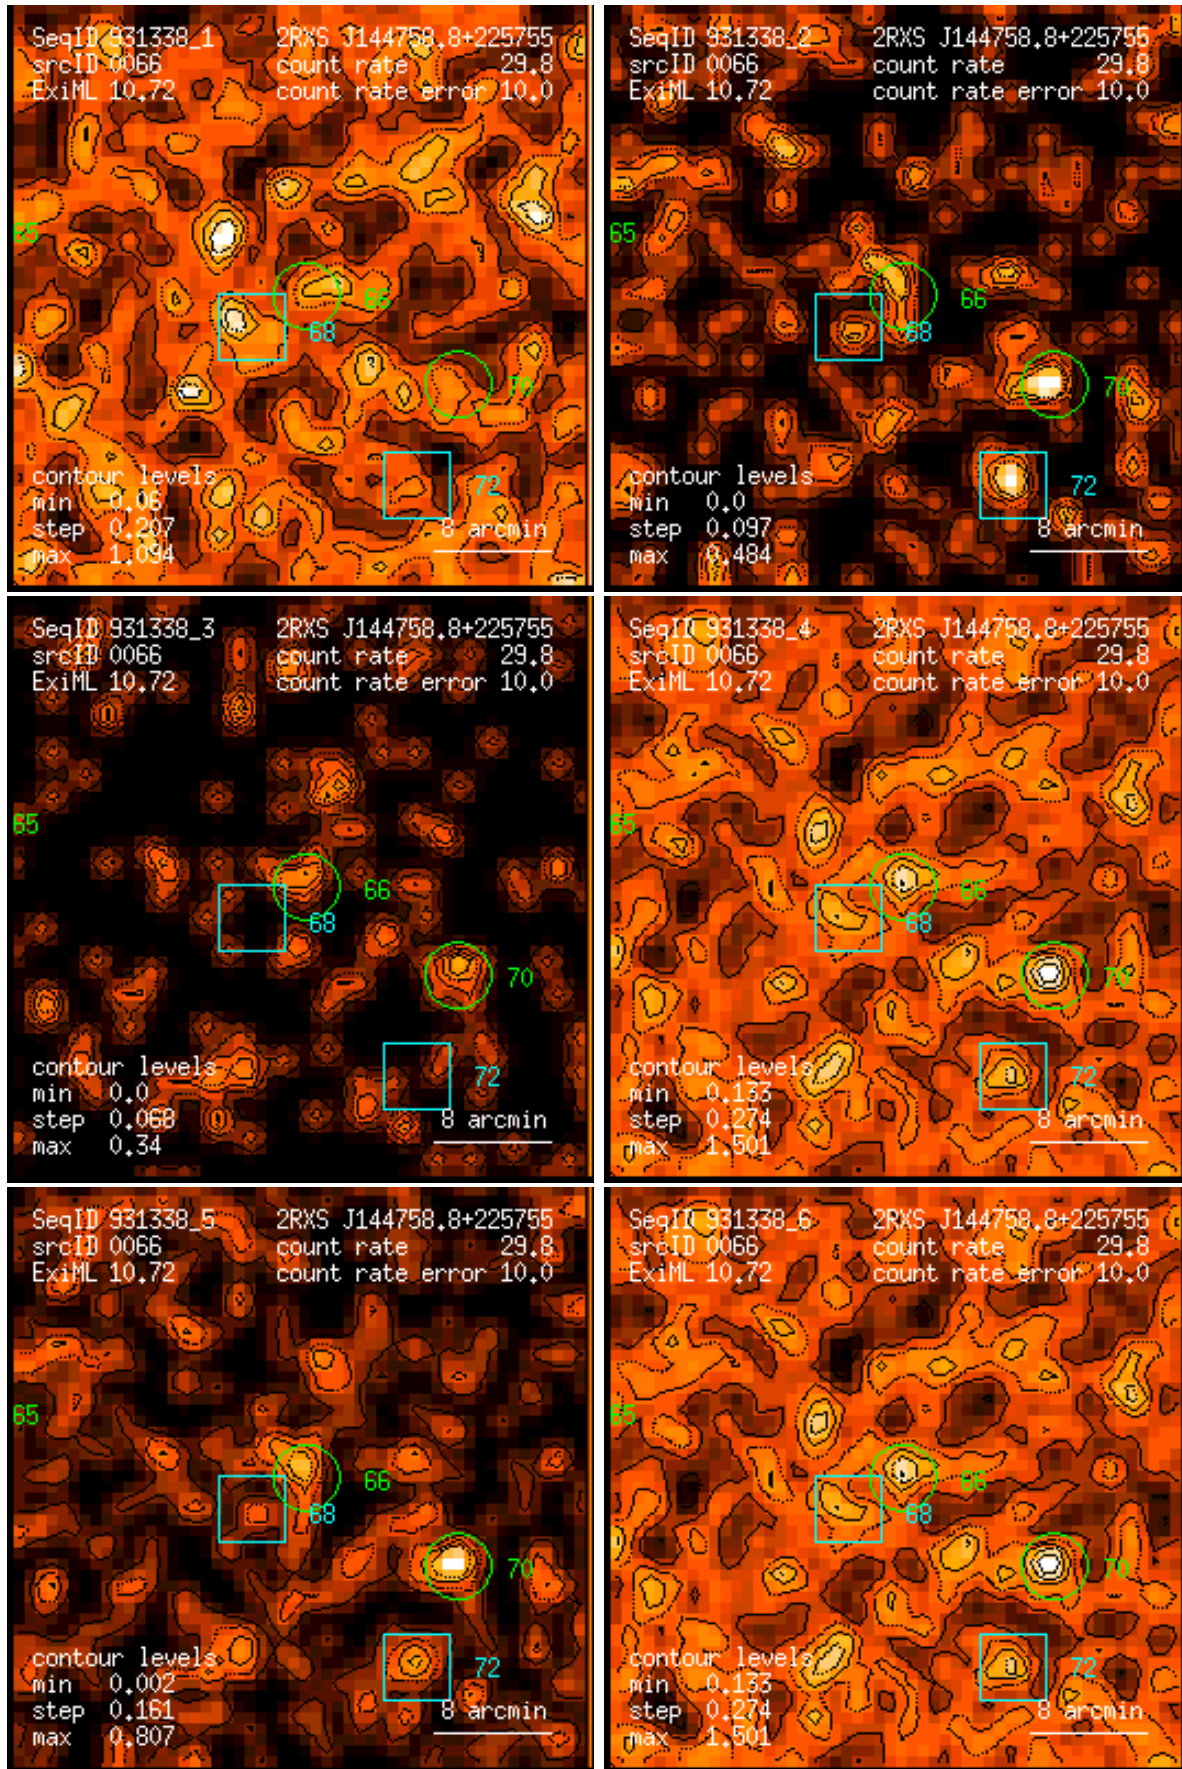 SeqID 931338_1 2RXS J144758.8+225755
srcID 0066 count rate 29.8
ExiML 10.72 count rate error 10.0
65
66
68
70
contour levels
72
min 0.06
step 0.207 8 arcmin
max 1.094
SeqID 931338_2 2RXS J144758.8+225755
srcID 0066 count rate 29.8
ExiML 10.72 count rate error 10.0
65
66
68
70
contour levels
72
min 0.0
step 0.097 8 arcmin
max 0.484
SeqID 931338_3 2RXS J144758.8+225755
srcID 0066 count rate 29.8
ExiML 10.72 count rate error 10.0
65
66
68
70
contour levels
72
min 0.0
step 0.068 8 arcmin
max 0.34
SeqID 931338_4 2RXS J144758.8+225755
srcID 0066 count rate 29.8
ExiML 10.72 count rate error 10.0
65
66
68
70
contour levels
72
min 0.133
step 0.274 8 arcmin
max 1.501
SeqID 931338_5 2RXS J144758.8+225755
srcID 0066 count rate 29.8
ExiML 10.72 count rate error 10.0
65
66
68
70
contour levels
72
min 0.002
step 0.161 8 arcmin
max 0.807
SeqID 931338_6 2RXS J144758.8+225755
srcID 0066 count rate 29.8
ExiML 10.72 count rate error 10.0
65
66
68
70
contour levels
72
min 0.133
step 0.274 8 arcmin
max 1.501